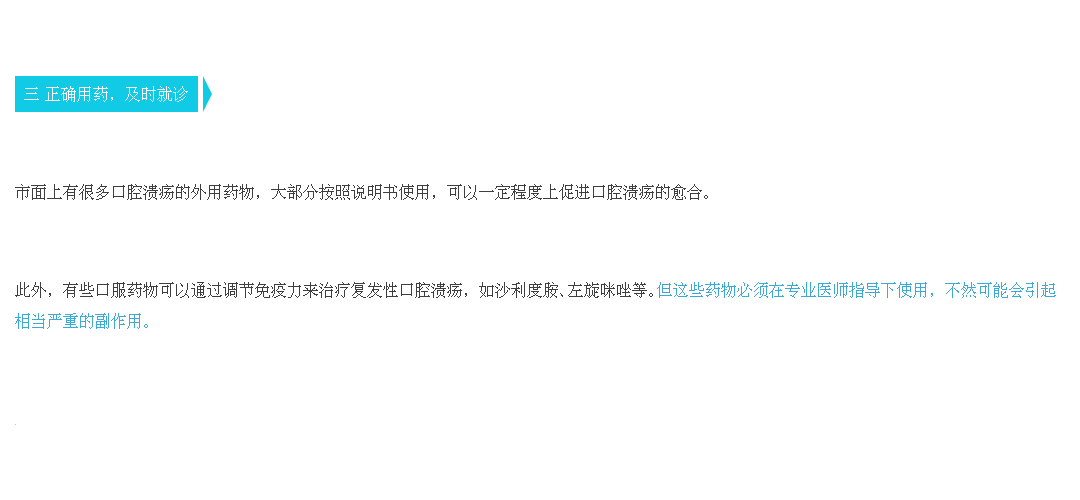 三 正确用药，及时就诊
市面上有很多口腔溃疡的外用药物，大部分按照说明书使用，可以一定程度上促进口腔溃疡的愈合。
此外，有些口服药物可以通过调节免疫力来治疗复发性口腔溃疡，如沙利度胺、左旋咪唑等。但这些药物必须在专业医师指导下使用，不然可能会引起
相当严重的副作用。